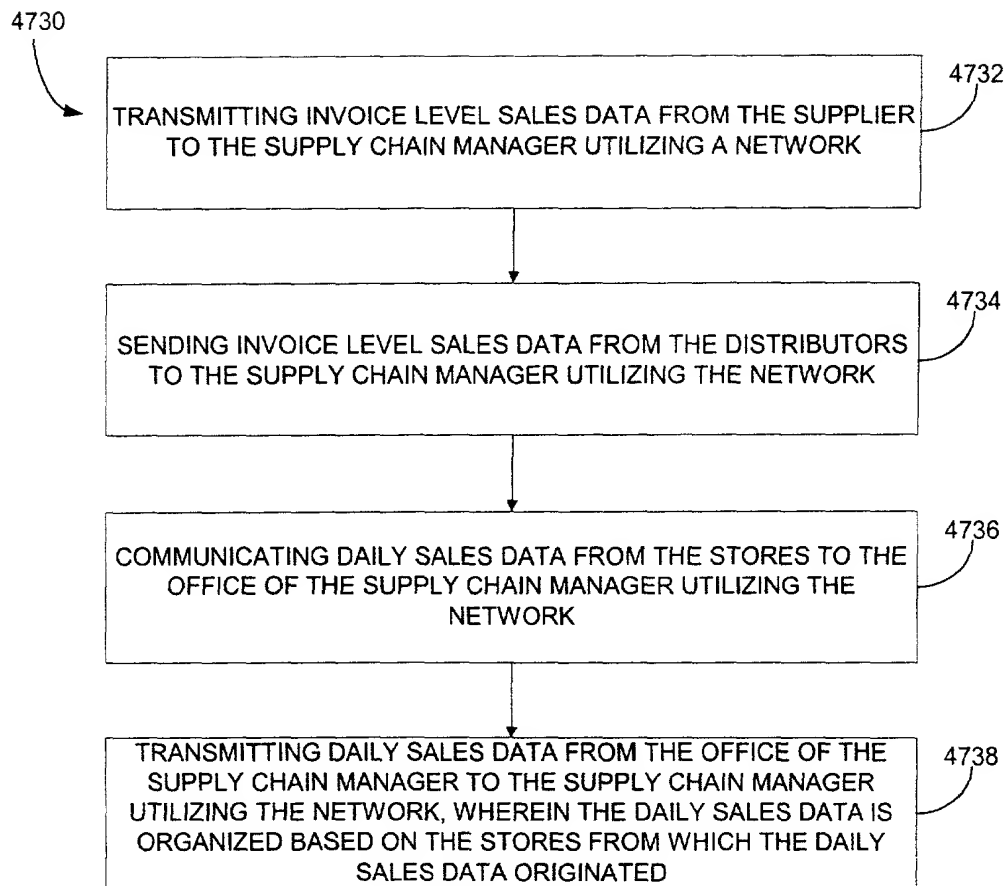 4730
4732
TRANSMITTING INVOICE LEVEL SALES DATA FROM THE SUPPLIER
TO THE SUPPLY CHAIN MANAGER UTILIZING A NETWORK
4734
SENDING INVOICE LEVEL SALES DATA FROM THE DISTRIBUTORS
TO THE SUPPLY CHAIN MANAGER UTILIZING THE NETWORK
4736
COMMUNICATING DAILY SALES DATA FROM THE STORES TO THE
OFFICE OF THE SUPPLY CHAIN MANAGER UTILIZING THE
NETWORK
4738
TRANSMITTING DAILY SALES DATA FROM THE OFFICE OF THE
SUPPLY CHAIN MANAGER TO THE SUPPLY CHAIN MANAGER
UTILIZING THE NETWORK, WHEREIN THE DAILY SALES DATA IS
ORGANIZED BASED ON THE STORES FROM WHICH THE DAILY
SALES DATA ORIGINATED